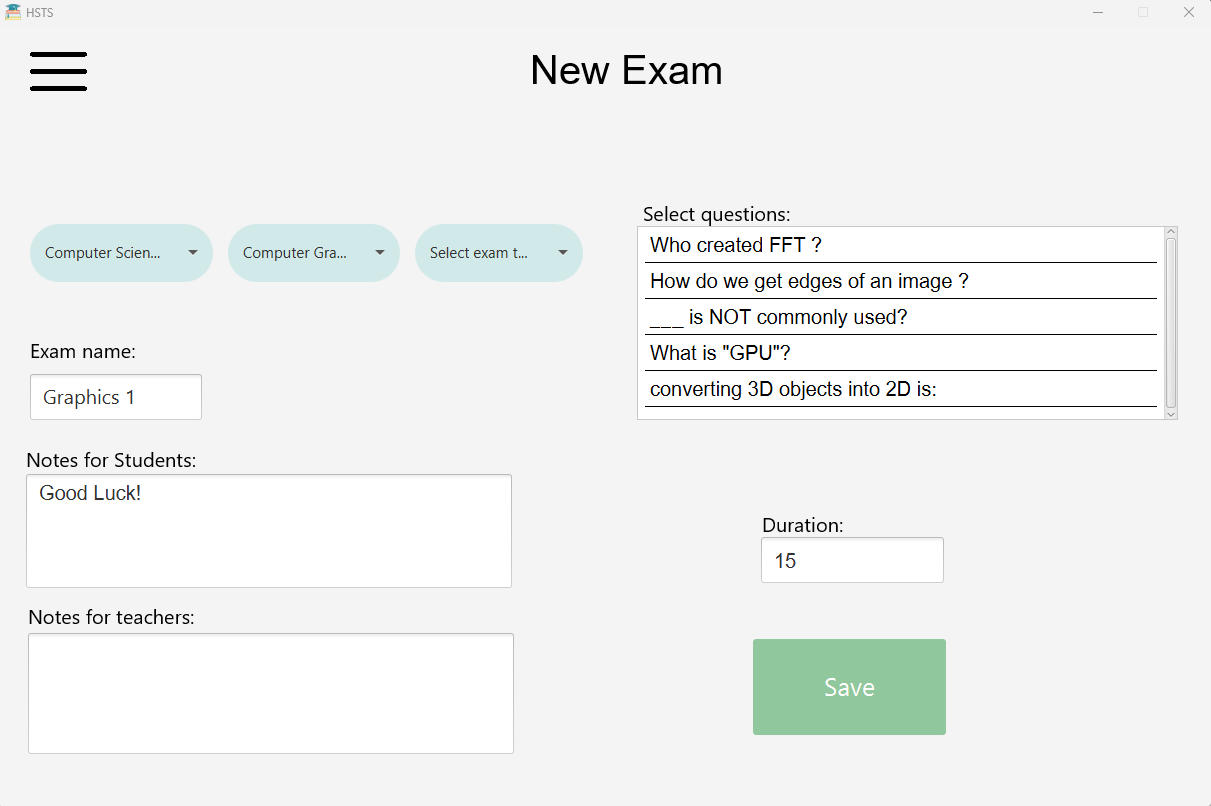 HSTS
New Exam
Computer Scien...
Computer Gra...
Select exam t...
Exam name:
Graphics 1
Notes for Students:
Good Luck!
Notes for teachers:
Select questions:
Who created FFT ?
How do we get edges of an image ?
___ is NOT commonly used?
What is "GPU"?
converting 3D objects into 2D is:
Duration:
15
Save